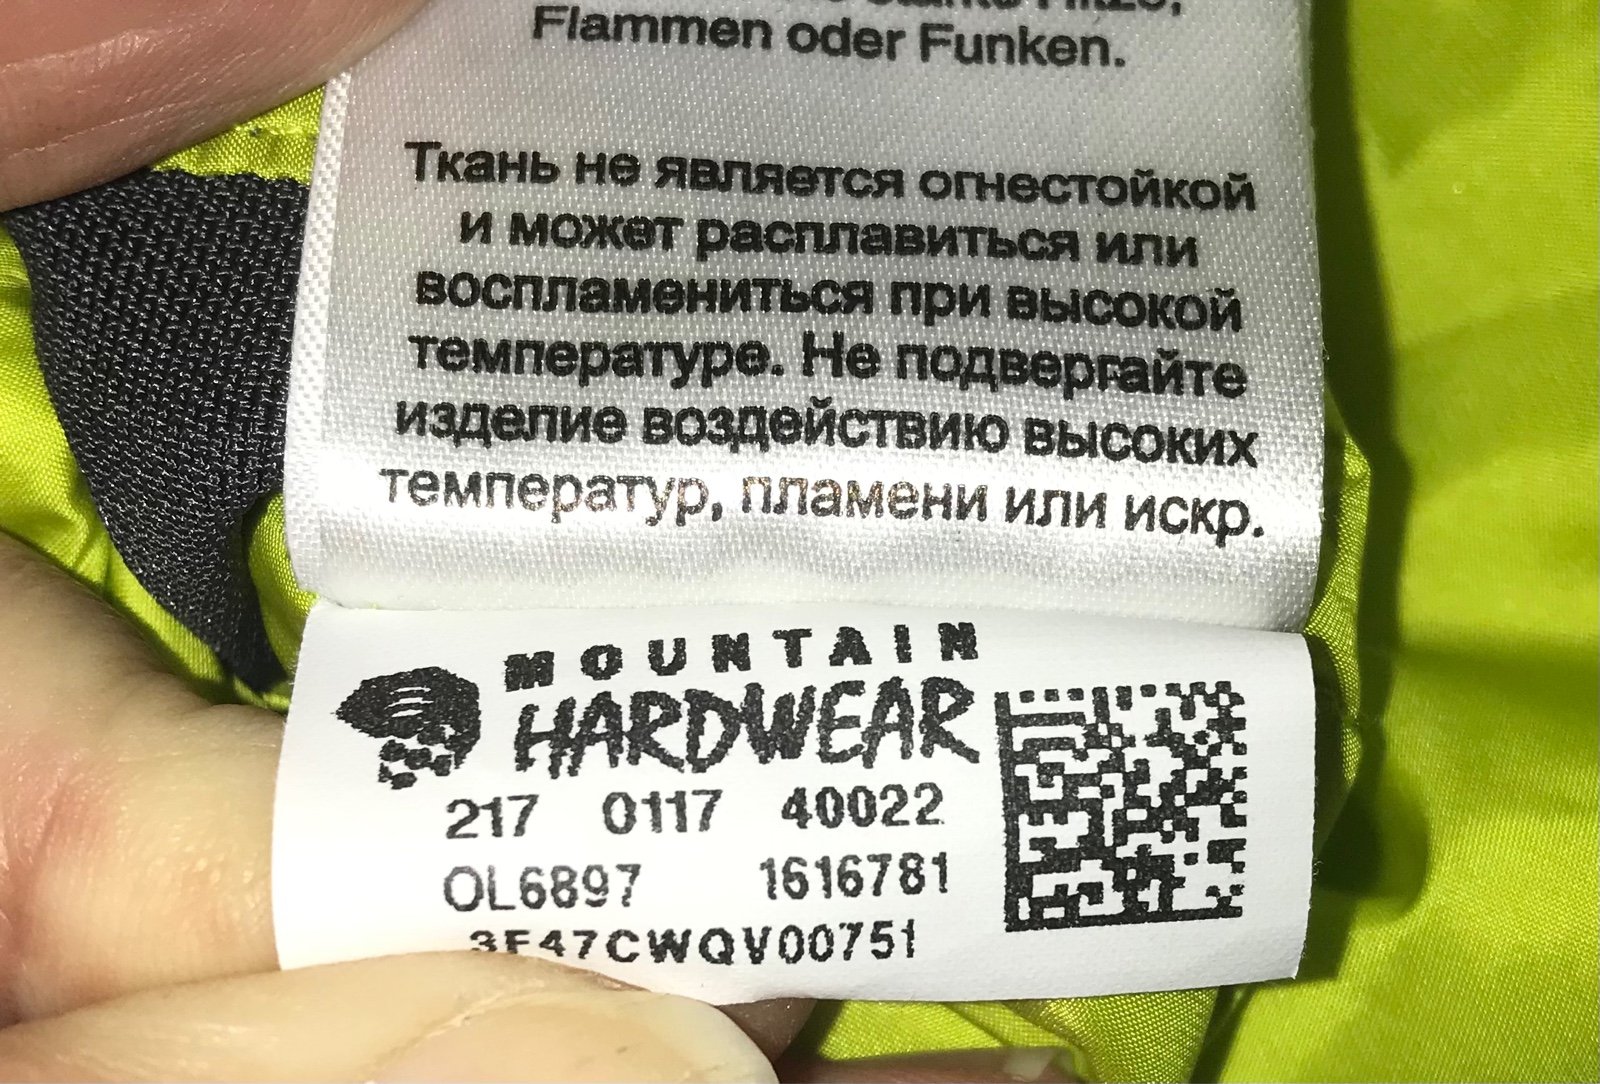 Flammen oder Funken.
Ткань не является огнестойкой
и может расплавиться или
воспламениться при высокой
температуре. Не подвергайте
изделие воздействию высоких
температур, пламени или искр.
MOUNTAIN
HARDWEAR
217 0117 40022
OL6897 1616781